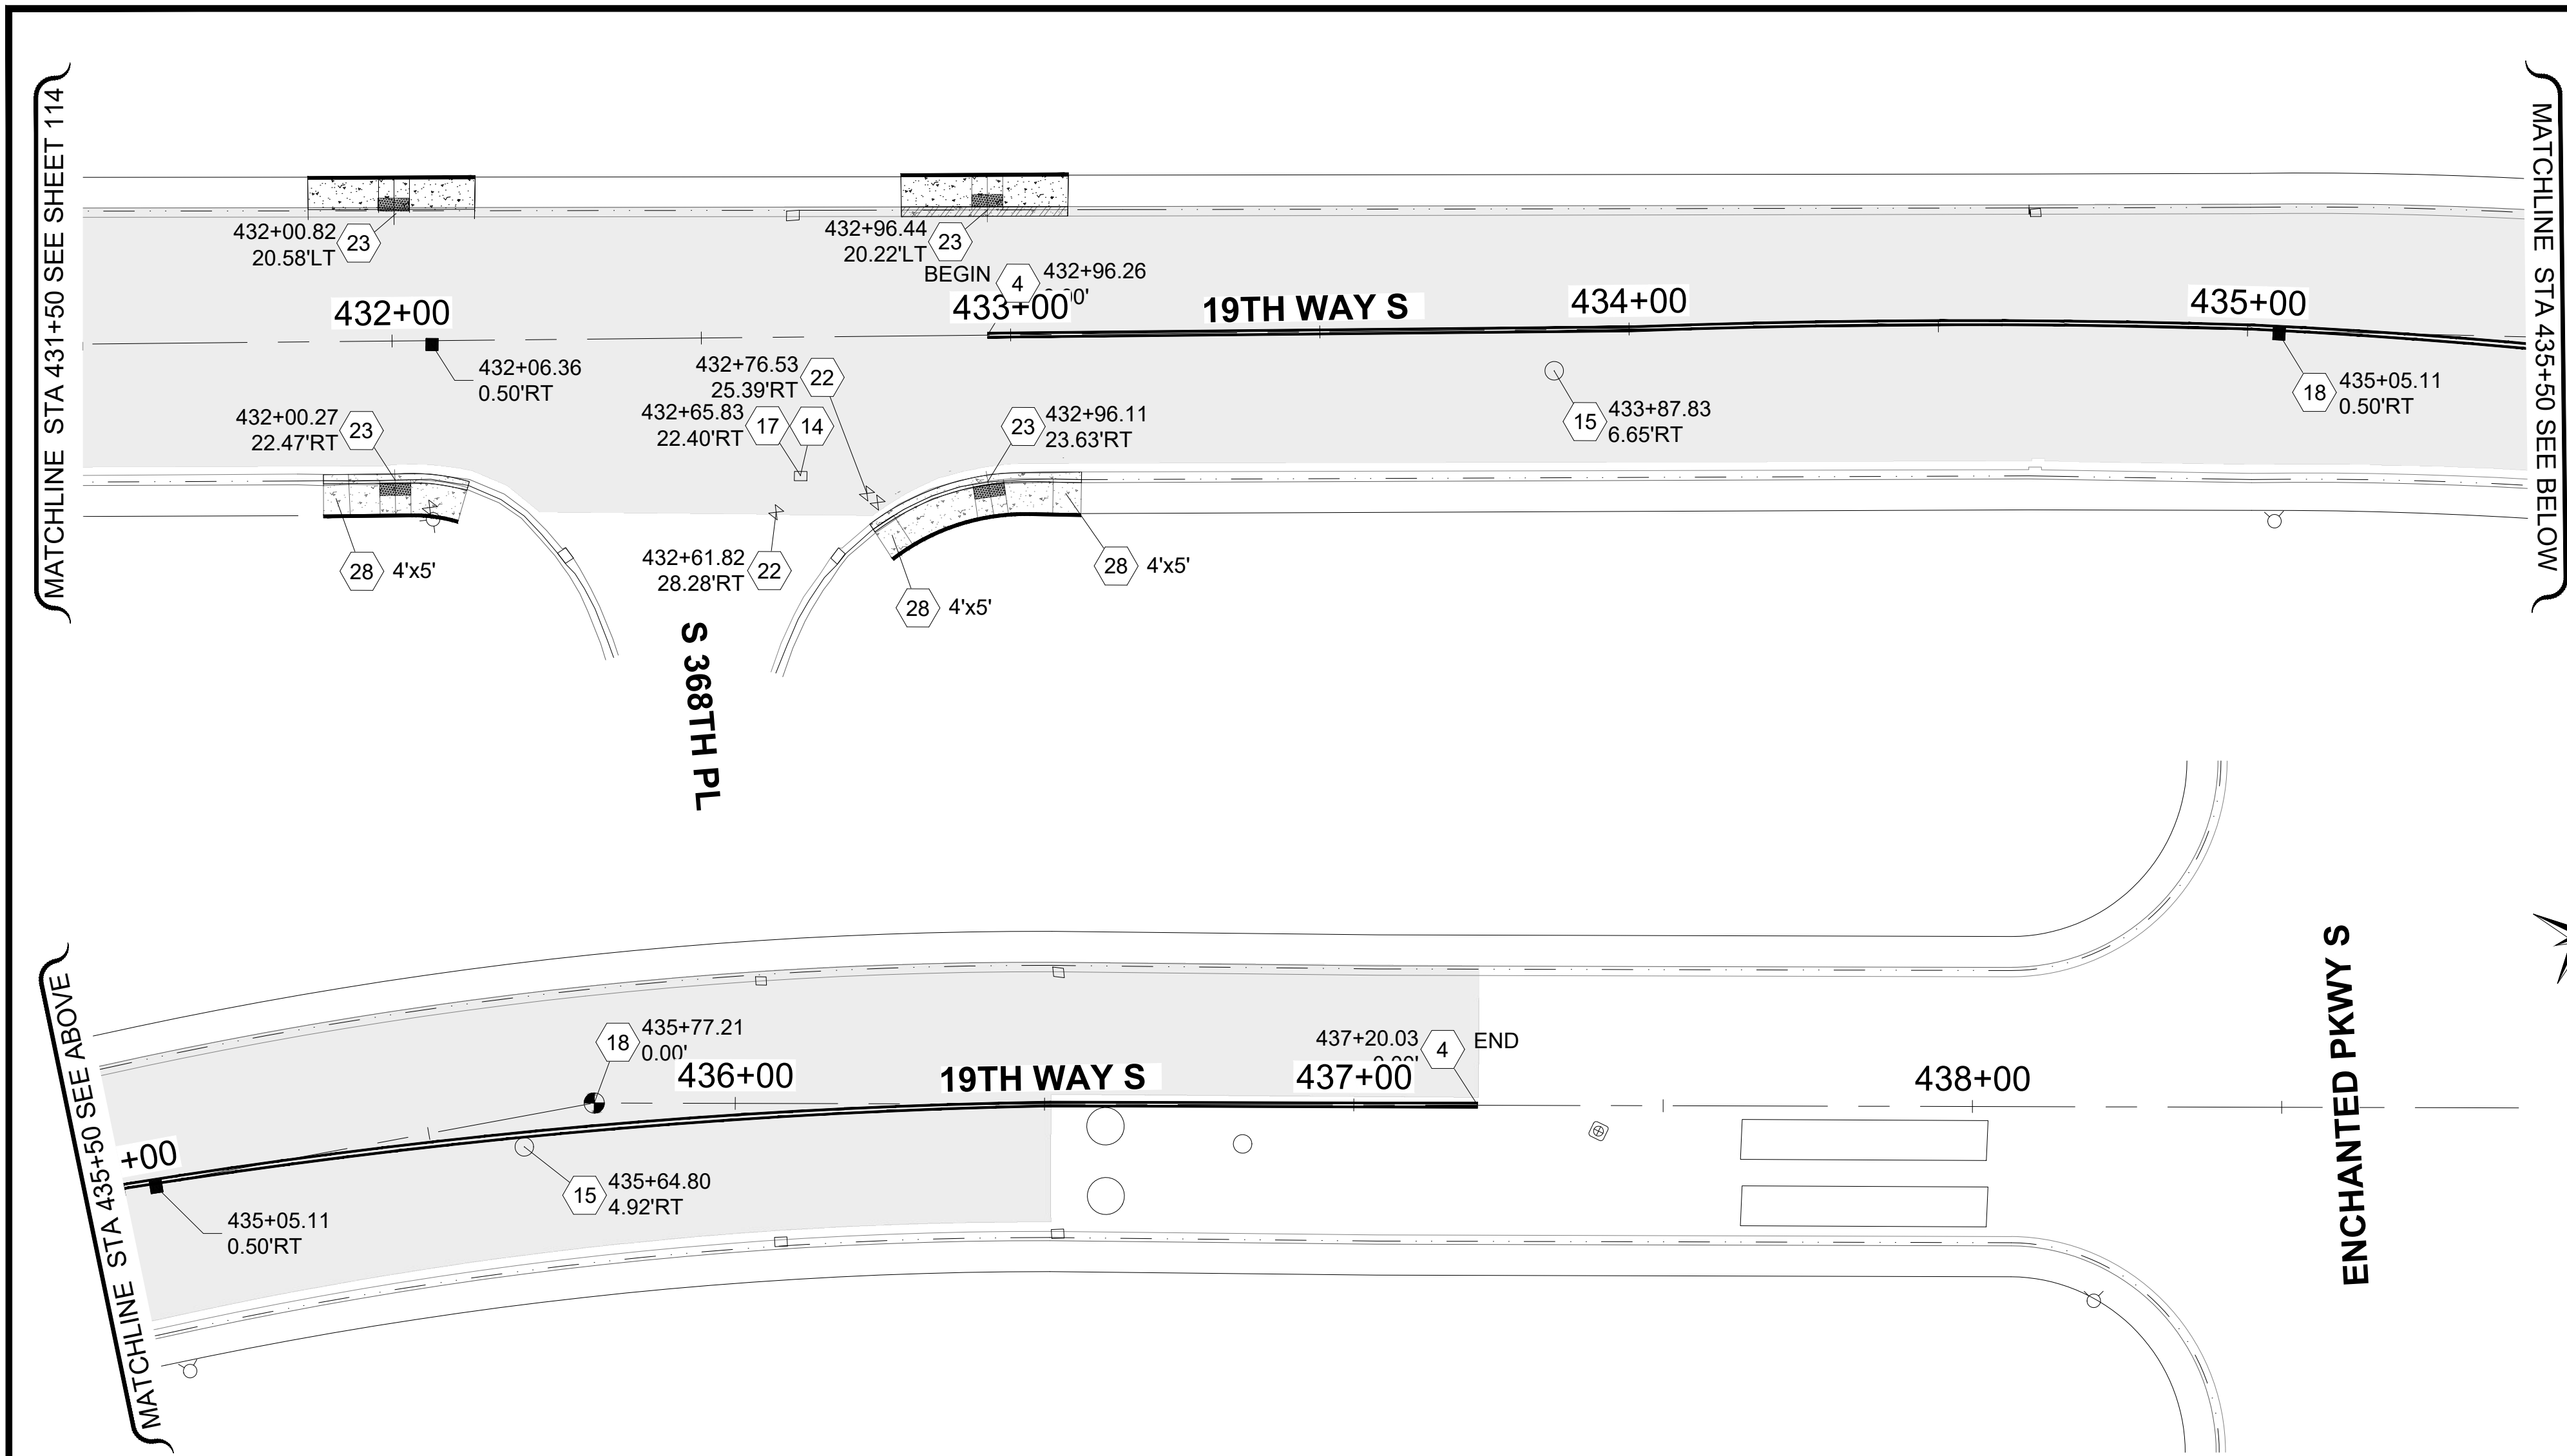 MATCHLINE STA 431+50 SEE SHEET 114
432+00.82
20.58'LT
23
432+96.44
20.22'LT
23
BEGIN
4
432+96.26
432+00
433+00
19TH WAY S
434+00
435+00
432+06.36
0.50'RT
432+76.53
25.39'RT
22
432+00.27
22.47'RT
23
432+65.83
22.40'RT
17
14
23
432+96.11
23.63'RT
15
433+87.83
6.65'RT
18
435+05.11
0.50'RT
28 4'x5'
432+61.82
28.28'RT
22
28 4'x5'
28 4'x5'
S 368TH PL
MATCHLINE STA 435+50 SEE BELOW
MATCHLINE STA 435+50 SEE ABOVE
18
435+77.21
0.00'
436+00
19TH WAY S
437+20.03
0.00'
4
END
437+00
438+00
+00
435+05.11
0.50'RT
15
435+64.80
4.92'RT
ENCHANTED PKWY S